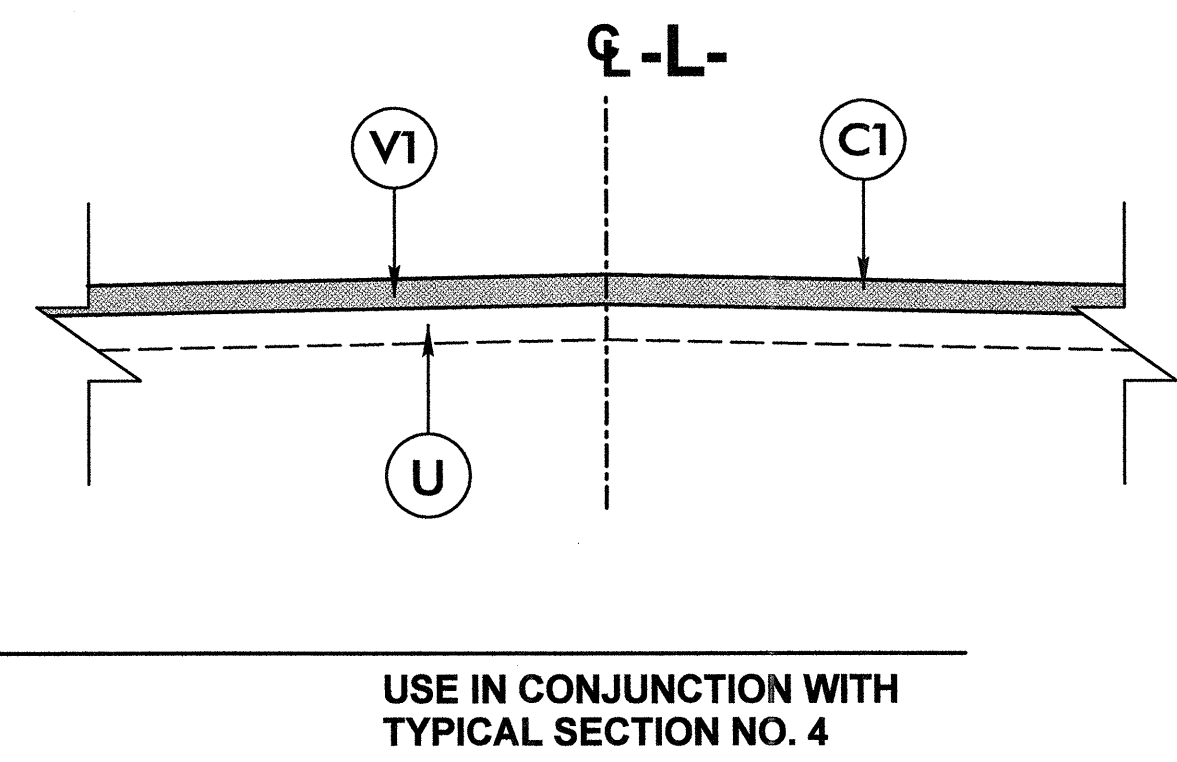 ℄ -L-
V1
C1
U
USE IN CONJUNCTION WITH
TYPICAL SECTION NO. 4